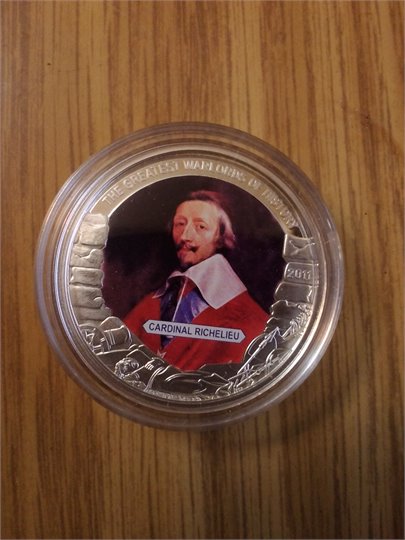 THE GREATEST WARLORDS OF HISTORY
2011
CARDINAL RICHELIEU